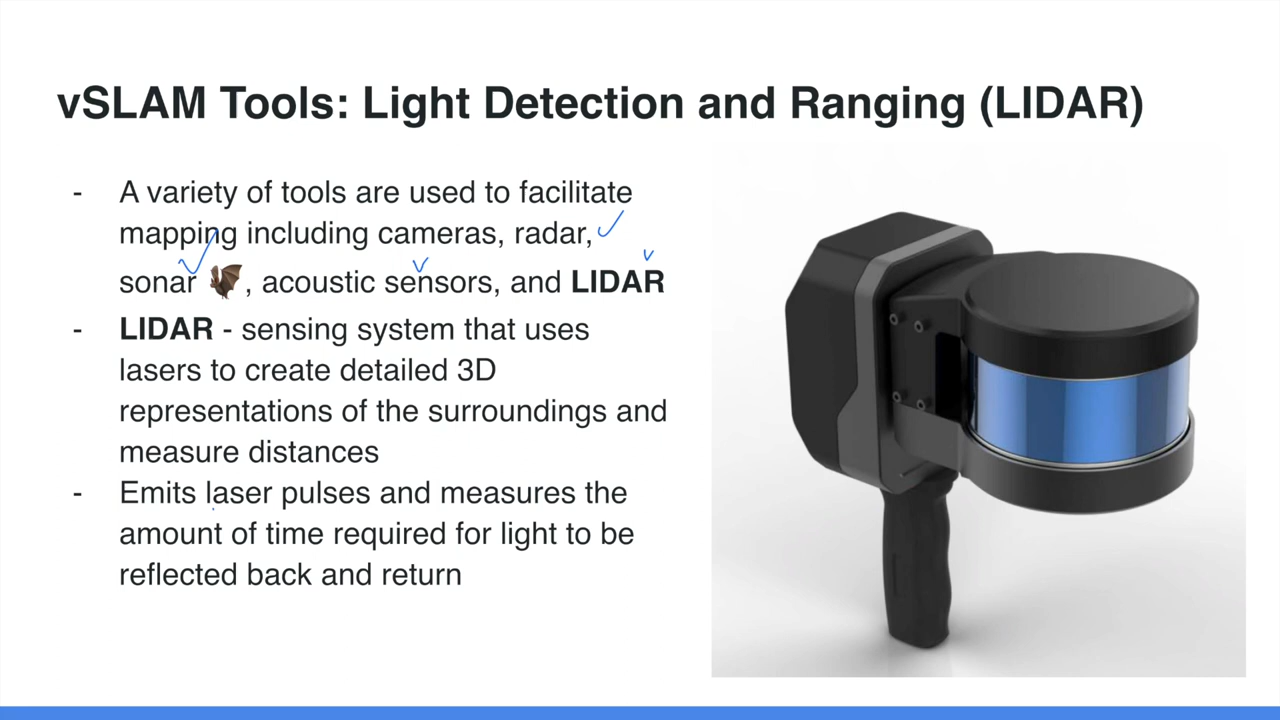 vSLAM Tools: Light Detection and Ranging (LIDAR)
- A variety of tools are used to facilitate
mapping including cameras, radar,
sonar 🦇, acoustic sensors, and LIDAR
- LIDAR - sensing system that uses
lasers to create detailed 3D
representations of the surroundings and
measure distances
- Emits laser pulses and measures the
amount of time required for light to be
reflected back and return